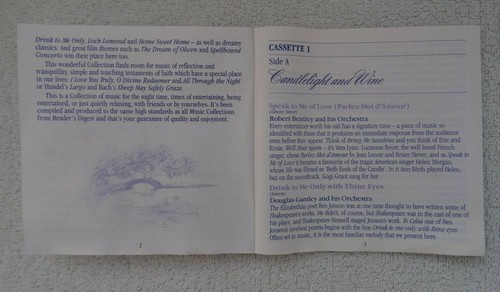 Drink to Me Only, Loch Lomond and Home Sweet Home – as well as dreamy
classics. And great film themes such as The Dream of Olwen and Spellbound
Concerto win their place here too.
This wonderful Collection finds room for music of reflection and
tranquillity, simple and touching testaments of faith which have a special place
in our lives: I Love You Truly, O Divine Redeemer and All Through the Night
or Handel's Largo and Bach's Sheep May Safely Graze.
This is a Collection of music for the night time, times of entertaining, being
entertained, or just quietly relaxing, with friends or by yourselves. It's been
compiled and produced to the same high standards as all Music Collections
from Reader's Digest and that's your guarantee of quality and enjoyment.
2
CASSETTE 1
Side A
Candlelight and Wine
Speak to Me of Love (Parlez-Moi d'Amour)
Robert Bentley and his Orchestra
Every entertainer worth his salt has a signature tune – a piece of music so
identified with them that it produces an immediate response from the audience
even before they appear. Think of Bring Me Sunshine and you think of Eric and
Ernie. We'll Meet Again – it's Vera Lynn. Lucienne Boyer, the well loved French
singer, chose Parlez-Moi d'Amour by Jean Lenoir and Bruce Siever, and as Speak to
Me of Love it became a favourite of the tragic American singer Helen Morgan,
whose life was filmed as 'Both Ends of the Candle'. In it Ann Blyth played Helen,
but on the soundtrack, Gogi Grant sang for her.
Drink to Me Only with Thine Eyes
Douglas Gamley and his Orchestra
The Elizabethan poet Ben Jonson was at one time thought to have written some of
Shakespeare's works. He didn't, of course, but Shakespeare was in the cast of one of
his plays, and Shakespeare himself staged Jonson's work. To Celia: one of Ben
Jonson's loveliest poems begins with the line Drink to me only with thine eyes.
Often set to music, it is the most familiar melody that we present here.
3